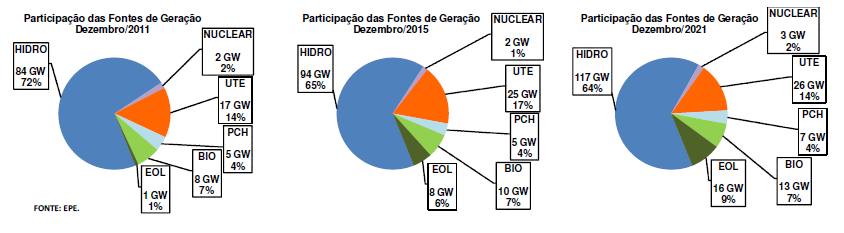 Participação das Fontes de Geração
Dezembro/2011
HIDRO
84 GW
72%
NUCLEAR
2 GW
2%
UTE
17 GW
14%
PCH
5 GW
4%
BIO
8 GW
7%
EOL
1 GW
1%
FONTE: EPE.
Participação das Fontes de Geração
Dezembro/2015
HIDRO
94 GW
65%
NUCLEAR
2 GW
1%
UTE
25 GW
17%
PCH
5 GW
4%
BIO
10 GW
7%
EOL
8 GW
6%
Participação das Fontes de Geração
Dezembro/2021
HIDRO
117 GW
64%
NUCLEAR
3 GW
2%
UTE
26 GW
14%
PCH
7 GW
4%
BIO
13 GW
7%
EOL
16 GW
9%